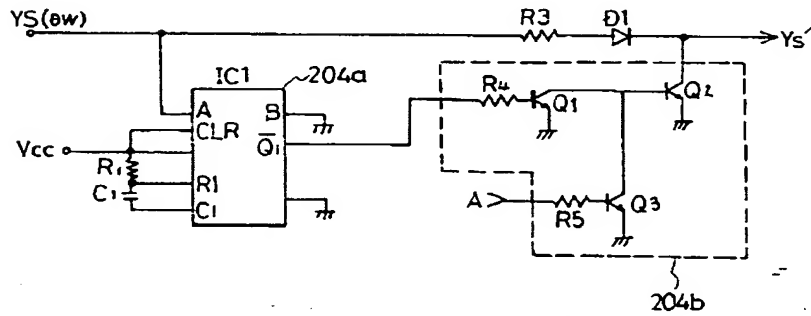 YS(BW)
R3
D1
Ys'
IC1
204a
A
B
CLR
Q1
Vcc
R1
R1
C1
C1
R4
Q1
Q2
A
R5
Q3
204b